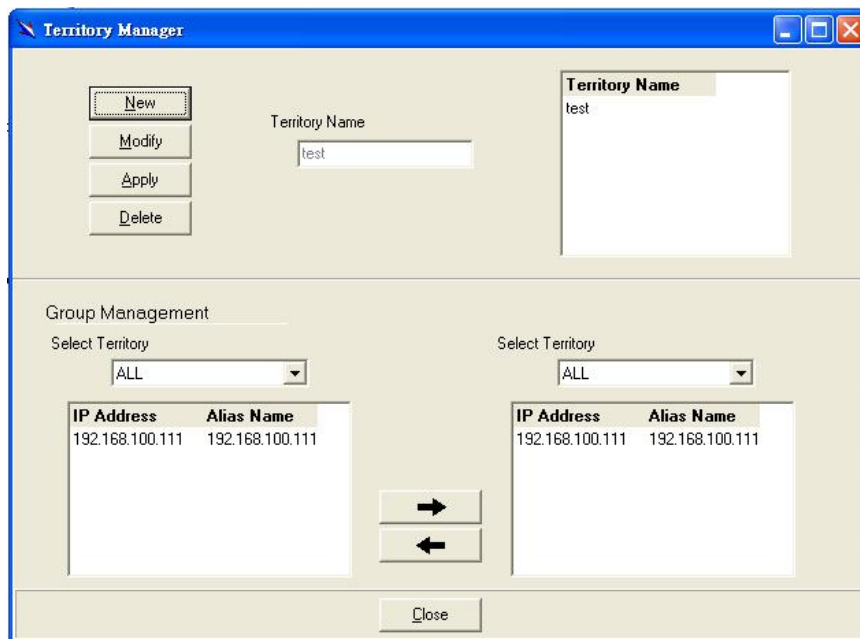 Territory Manager
New
Modify
Apply
Delete
Territory Name
test
Territory Name
test
Group Management
Select Territory
ALL
IP Address Alias Name
192.168.100.111 192.168.100.111
Select Territory
ALL
IP Address Alias Name
192.168.100.111 192.168.100.111
Close